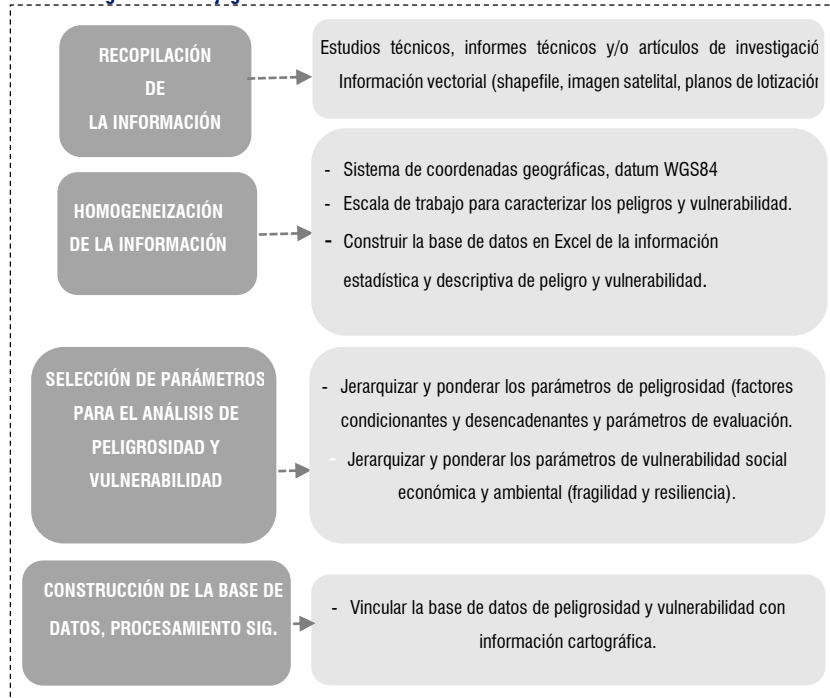 RECOPILACIÓN
DE
LA INFORMACIÓN
Estudios técnicos, informes técnicos y/o artículos de investigació
Información vectorial (shapefile, imagen satelital, planos de lotización
HOMOGENEIZACIÓN
DE LA INFORMACIÓN
- Sistema de coordenadas geográficas, datum WGS84
- Escala de trabajo para caracterizar los peligros y vulnerabilidad.
- Construir la base de datos en Excel de la información
estadística y descriptiva de peligro y vulnerabilidad.
SELECCIÓN DE PARÁMETROS
PARA EL ANÁLISIS DE
PELIGROSIDAD Y
VULNERABILIDAD
- Jerarquizar y ponderar los parámetros de peligrosidad (factores
condicionantes y desencadenantes y parámetros de evaluación.
- Jerarquizar y ponderar los parámetros de vulnerabilidad social
económica y ambiental (fragilidad y resiliencia).
CONSTRUCCIÓN DE LA BASE DE
DATOS, PROCESAMIENTO SIG.
- Vincular la base de datos de peligrosidad y vulnerabilidad con
información cartográfica.